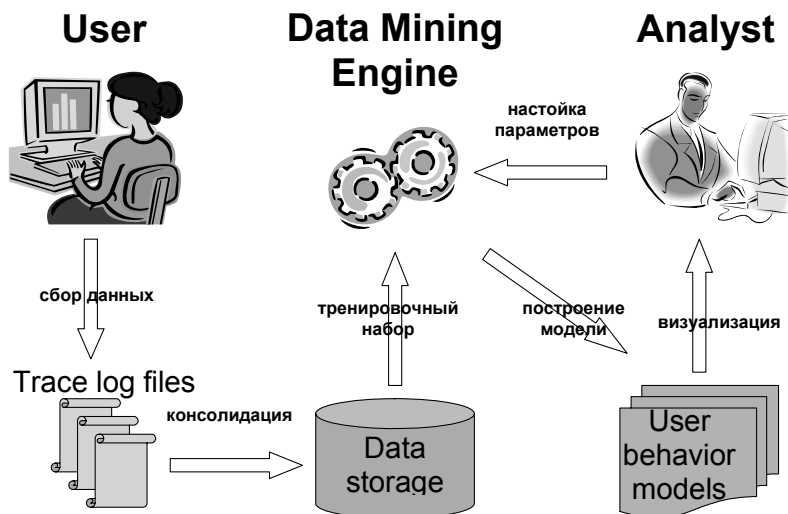 User
Data Mining
Engine
Analyst
настойка
параметров
сбор данных
тренировочный
набор
построение
модели
визуализация
Trace log files
консолидация
Data
storage
User
behavior
models